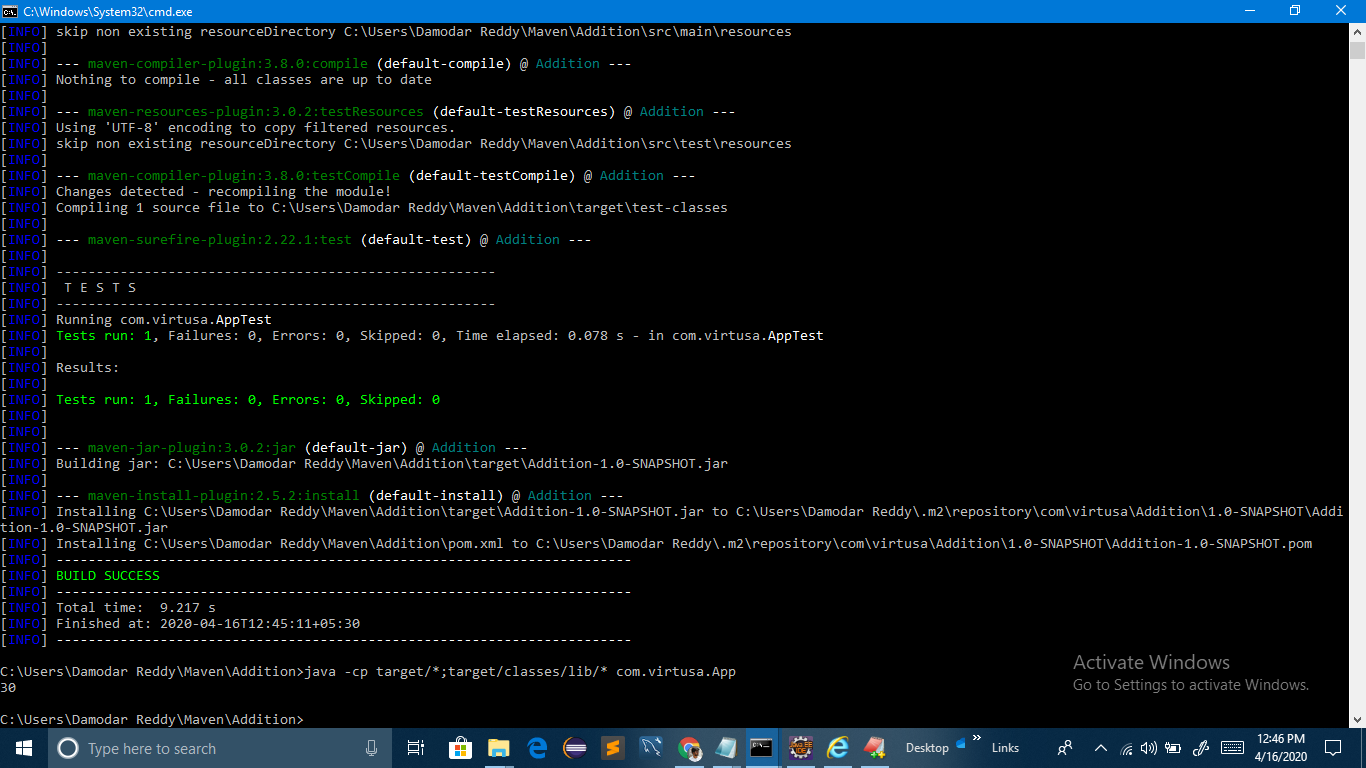 C:\Windows\System32\cmd.exe
[INFO] skip non existing resourceDirectory C:\Users\Damodar Reddy\Maven\Addition\src\main\resources
[INFO]
[INFO] --- maven-compiler-plugin:3.8.0:compile (default-compile) @ Addition ---
[INFO] Nothing to compile - all classes are up to date
[INFO]
[INFO] --- maven-resources-plugin:3.0.2:testResources (default-testResources) @ Addition ---
[INFO] Using 'UTF-8' encoding to copy filtered resources.
[INFO] skip non existing resourceDirectory C:\Users\Damodar Reddy\Maven\Addition\src\test\resources
[INFO]
[INFO] --- maven-compiler-plugin:3.8.0:testCompile (default-testCompile) @ Addition ---
[INFO] Changes detected - recompiling the module!
[INFO] Compiling 1 source file to C:\Users\Damodar Reddy\Maven\Addition\target\test-classes
[INFO]
[INFO] --- maven-surefire-plugin:2.22.1:test (default-test) @ Addition ---
[INFO]
[INFO] -------------------------------------------------------
[INFO]  T E S T S
[INFO] -------------------------------------------------------
[INFO] Running com.virtusa.AppTest
[INFO] Tests run: 1, Failures: 0, Errors: 0, Skipped: 0, Time elapsed: 0.078 s - in com.virtusa.AppTest
[INFO]
[INFO] Results:
[INFO]
[INFO] Tests run: 1, Failures: 0, Errors: 0, Skipped: 0
[INFO]
[INFO]
[INFO] --- maven-jar-plugin:3.0.2:jar (default-jar) @ Addition ---
[INFO] Building jar: C:\Users\Damodar Reddy\Maven\Addition\target\Addition-1.0-SNAPSHOT.jar
[INFO]
[INFO] --- maven-install-plugin:2.5.2:install (default-install) @ Addition ---
[INFO] Installing C:\Users\Damodar Reddy\Maven\Addition\target\Addition-1.0-SNAPSHOT.jar to C:\Users\Damodar Reddy\.m2\repository\com\virtusa\Addition\1.0-SNAPSHOT\Addi
tion-1.0-SNAPSHOT.jar
[INFO] Installing C:\Users\Damodar Reddy\Maven\Addition\pom.xml to C:\Users\Damodar Reddy\.m2\repository\com\virtusa\Addition\1.0-SNAPSHOT\Addition-1.0-SNAPSHOT.pom
[INFO] ------------------------------------------------------------------------
[INFO] BUILD SUCCESS
[INFO] ------------------------------------------------------------------------
[INFO] Total time:  9.217 s
[INFO] Finished at: 2020-04-16T12:45:11+05:30
[INFO] ------------------------------------------------------------------------
C:\Users\Damodar Reddy\Maven\Addition>java -cp target/*;target/classes/lib/* com.virtusa.App
30
C:\Users\Damodar Reddy\Maven\Addition>
Activate Windows
Go to Settings to activate Windows.
Type here to search
Desktop
Links
12:46 PM
4/16/2020